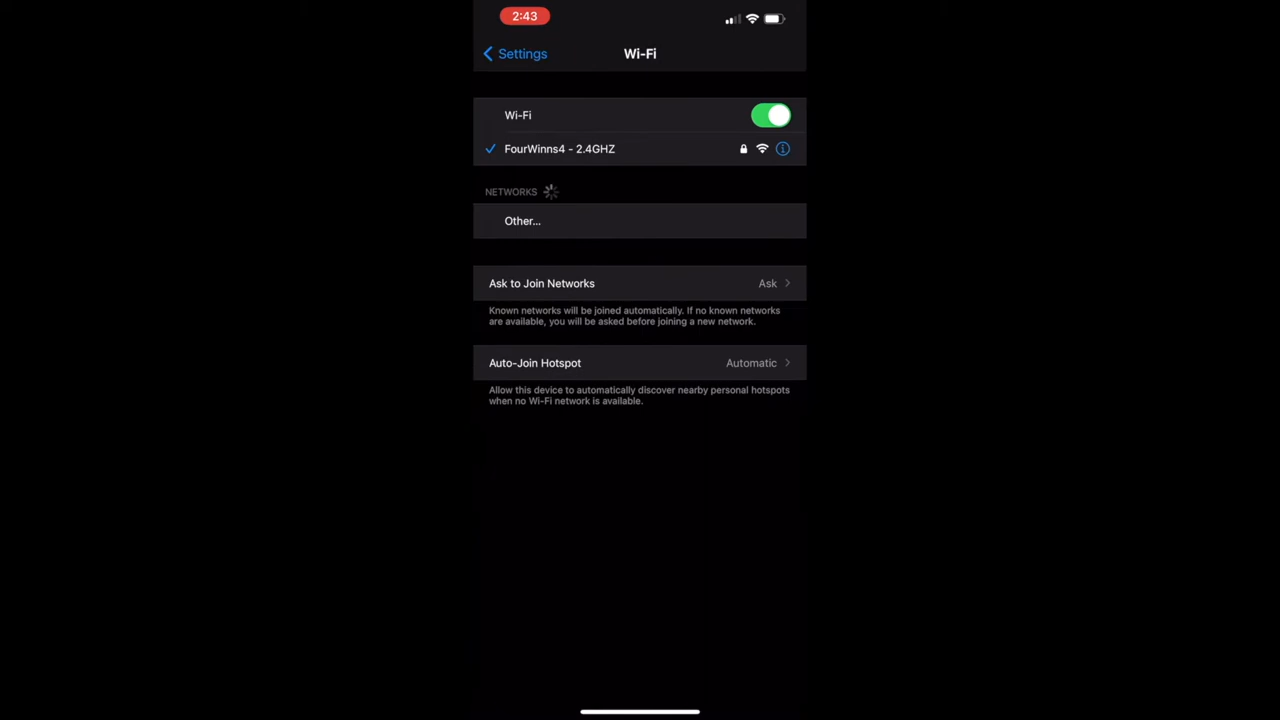 2:43
Settings
Wi-Fi
Wi-Fi
FourWinns4 - 2.4GHZ
NETWORKS
Other...
Ask to Join Networks Ask
Known networks will be joined automatically. If no known networks
are available, you will be asked before joining a new network.
Auto-Join Hotspot Automatic
Allow this device to automatically discover nearby personal hotspots
when no Wi-Fi network is available.